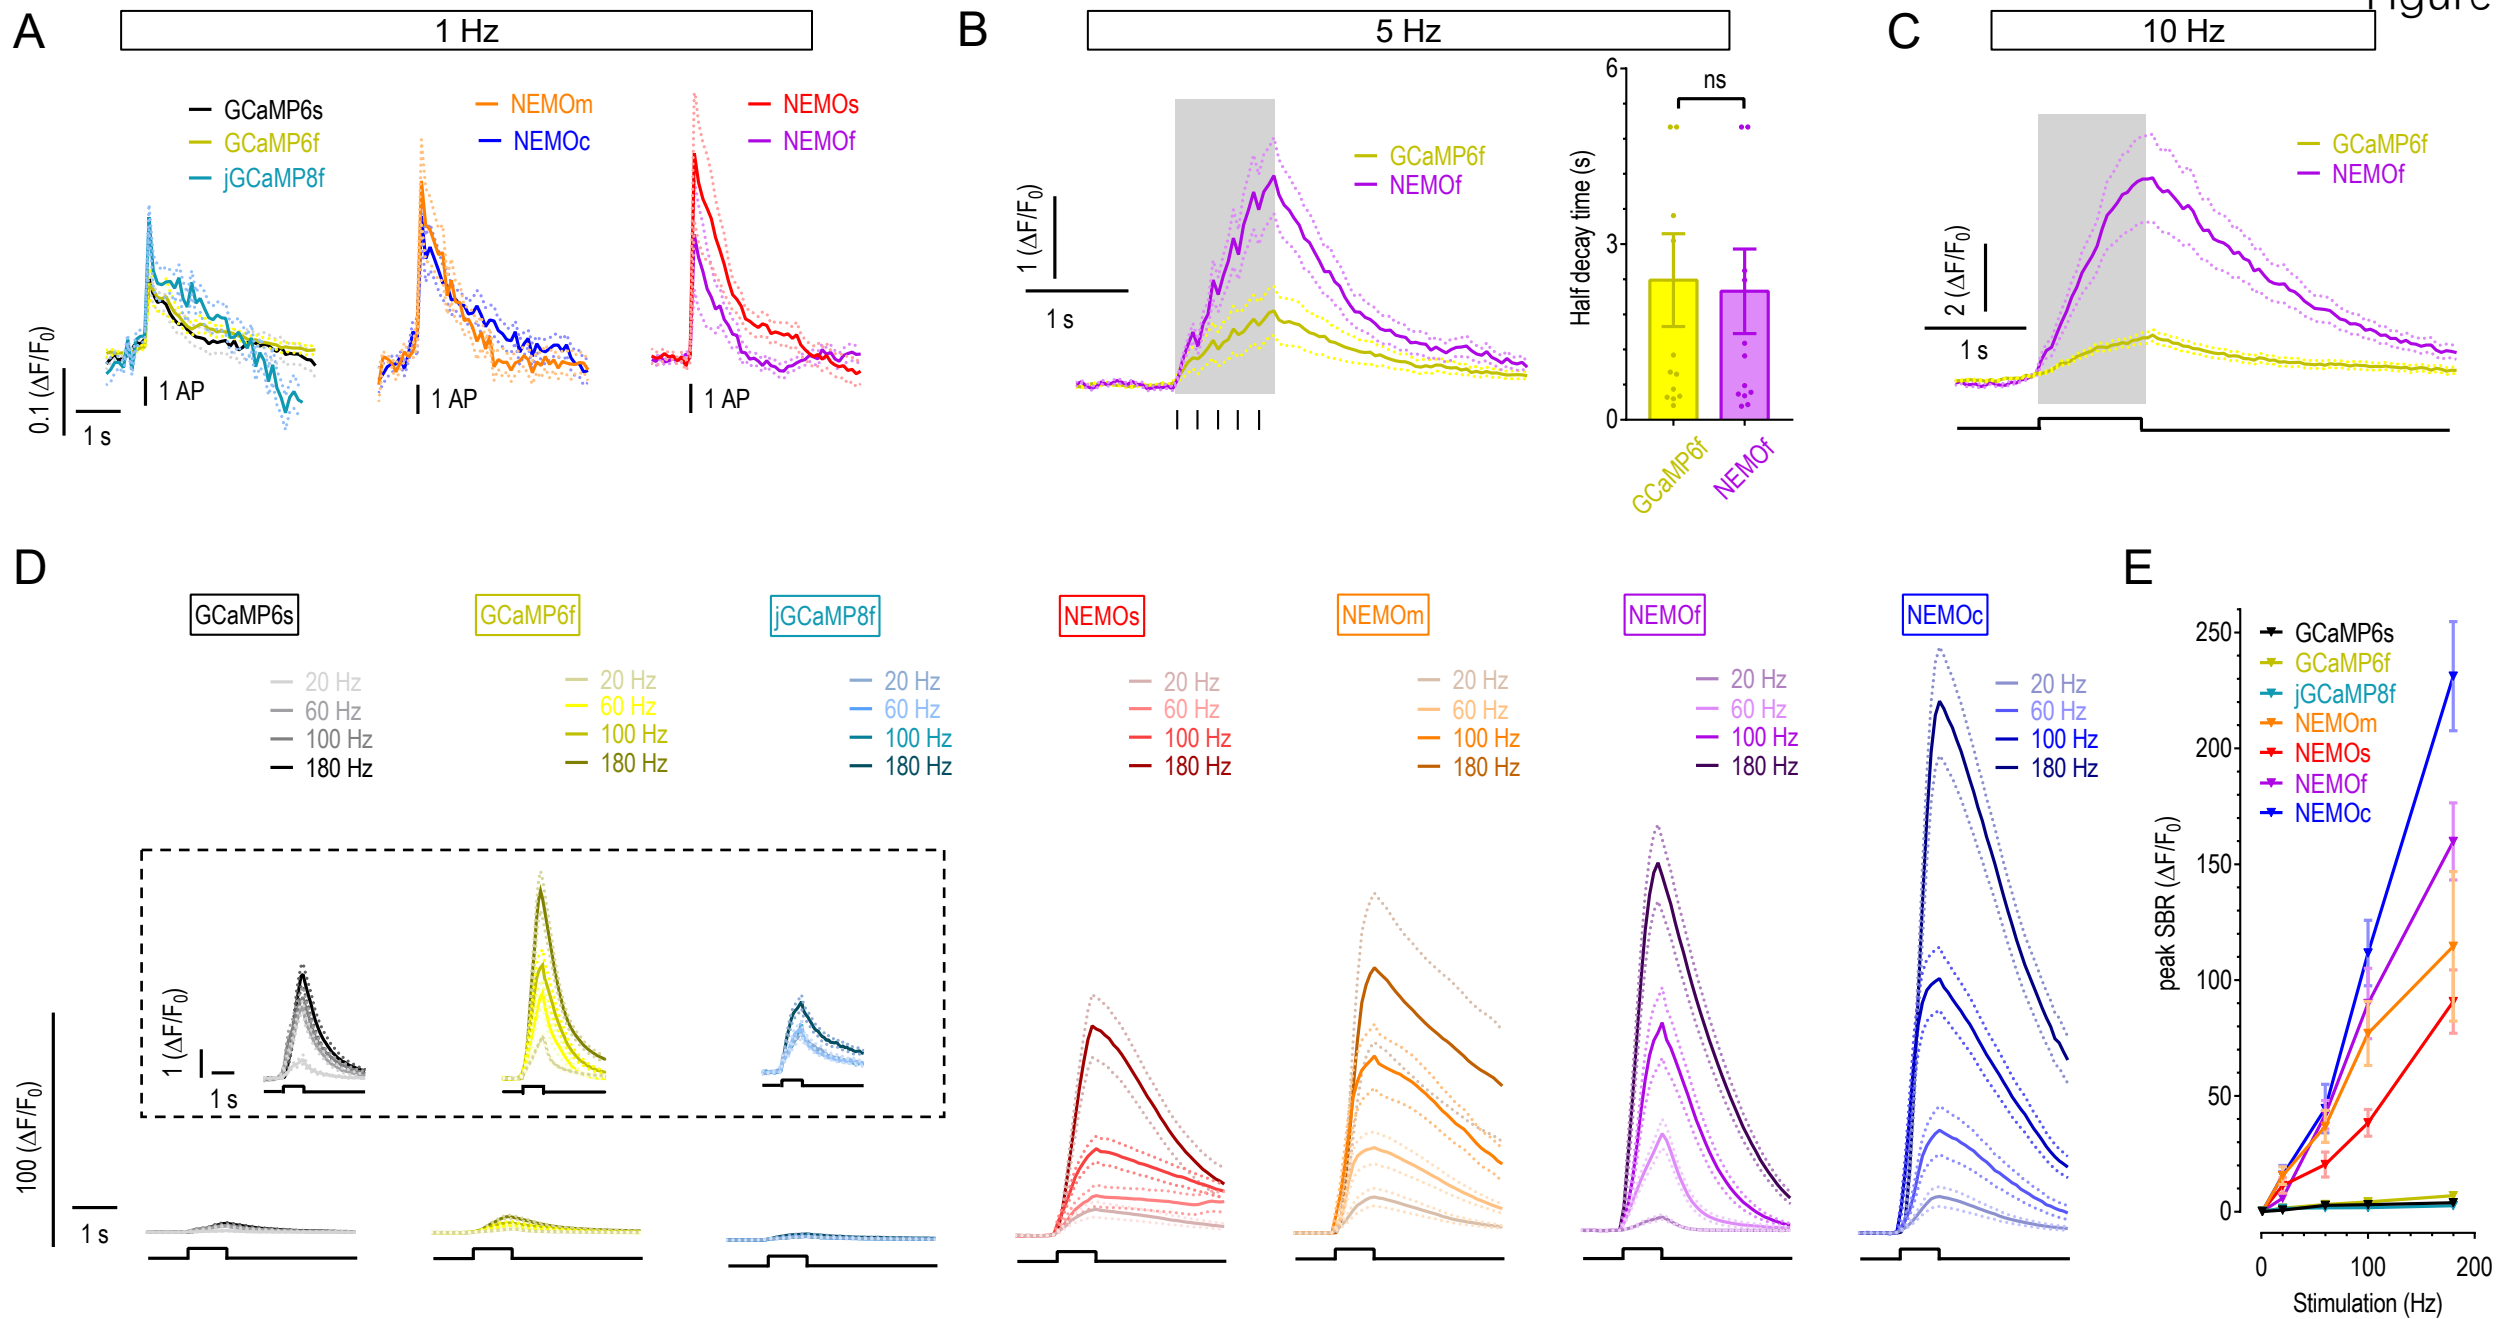 Figure
A
1 Hz
GCaMP6s
GCaMP6f
jGCaMP8f
NEMOm
NEMOc
NEMOs
NEMOf
0.1 (ΔF/F0)
1 s
1 AP
1 AP
1 AP
B
5 Hz
GCaMP6f
NEMOf
1 (ΔF/F0)
1 s
Half decay time (s)
6
3
0
ns
GCaMP6f
NEMOf
C
10 Hz
GCaMP6f
NEMOf
2 (ΔF/F0)
1 s
D
GCaMP6s
20 Hz
60 Hz
100 Hz
180 Hz
GCaMP6f
20 Hz
60 Hz
100 Hz
180 Hz
jGCaMP8f
20 Hz
60 Hz
100 Hz
180 Hz
NEMOs
20 Hz
60 Hz
100 Hz
180 Hz
NEMOm
20 Hz
60 Hz
100 Hz
180 Hz
NEMOf
20 Hz
60 Hz
100 Hz
180 Hz
NEMOc
20 Hz
60 Hz
100 Hz
180 Hz
1 (ΔF/F0)
1 s
100 (ΔF/F0)
1 s
E
GCaMP6s
GCaMP6f
jGCaMP8f
NEMOm
NEMOs
NEMOf
NEMOc
peak SBR (ΔF/F0)
250
200
150
100
50
0
0 100 200
Stimulation (Hz)